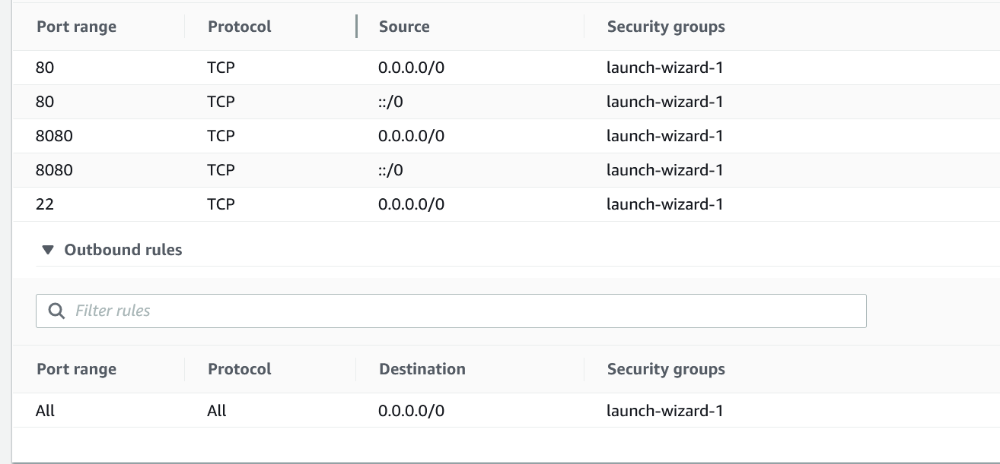 Port range Protocol Source Security groups
80 TCP 0.0.0.0/0 launch-wizard-1
80 TCP ::/0 launch-wizard-1
8080 TCP 0.0.0.0/0 launch-wizard-1
8080 TCP ::/0 launch-wizard-1
22 TCP 0.0.0.0/0 launch-wizard-1
Outbound rules
Filter rules
Port range Protocol Destination Security groups
All All 0.0.0.0/0 launch-wizard-1